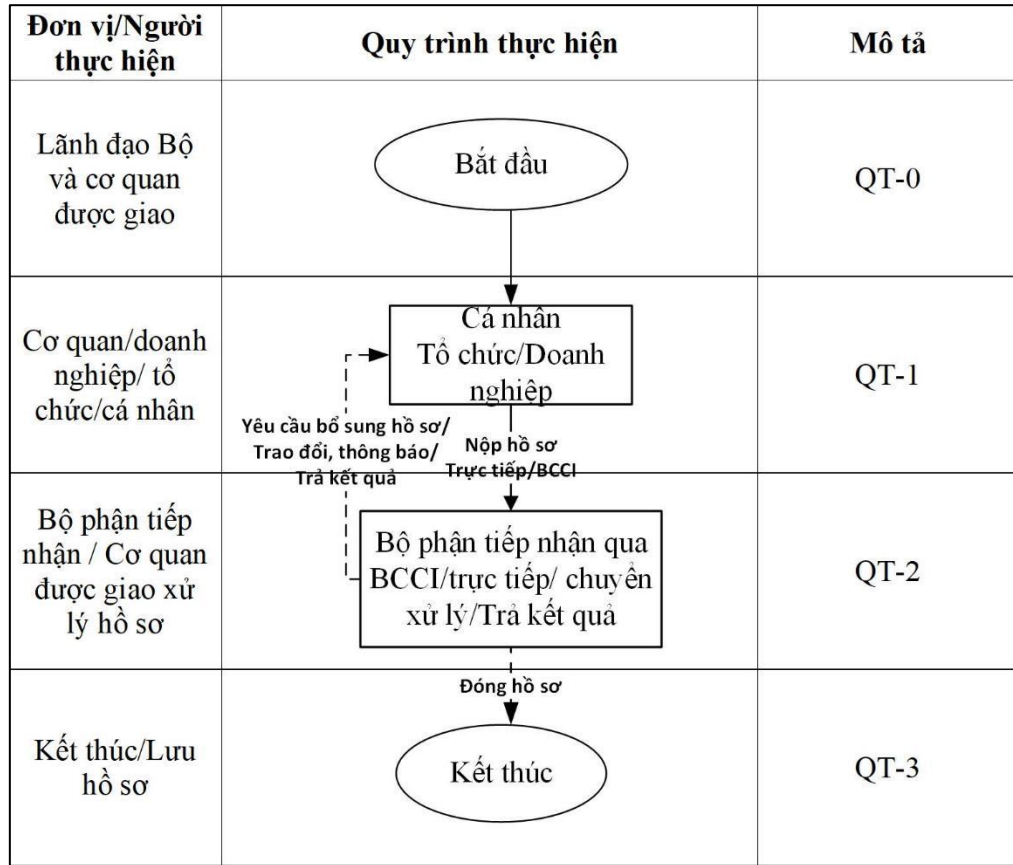 Đơn vị/Người
thực hiện
Quy trình thực hiện
Mô tả
Lãnh đạo Bộ
và cơ quan
được giao
Bắt đầu
QT-0
Cơ quan/doanh
nghiệp/ tổ
chức/cá nhân
Cá nhân
Tổ chức/Doanh
nghiệp
QT-1
Yêu cầu bổ sung hồ sơ/
Trao đổi, thông báo/
Trả kết quả
Nộp hồ sơ
Trực tiếp/BCCI
Bộ phận tiếp
nhận / Cơ quan
được giao xử
lý hồ sơ
Bộ phận tiếp nhận qua
BCCI/trực tiếp/ chuyển
xử lý/Trả kết quả
QT-2
Đóng hồ sơ
Kết thúc/Lưu
hồ sơ
Kết thúc
QT-3